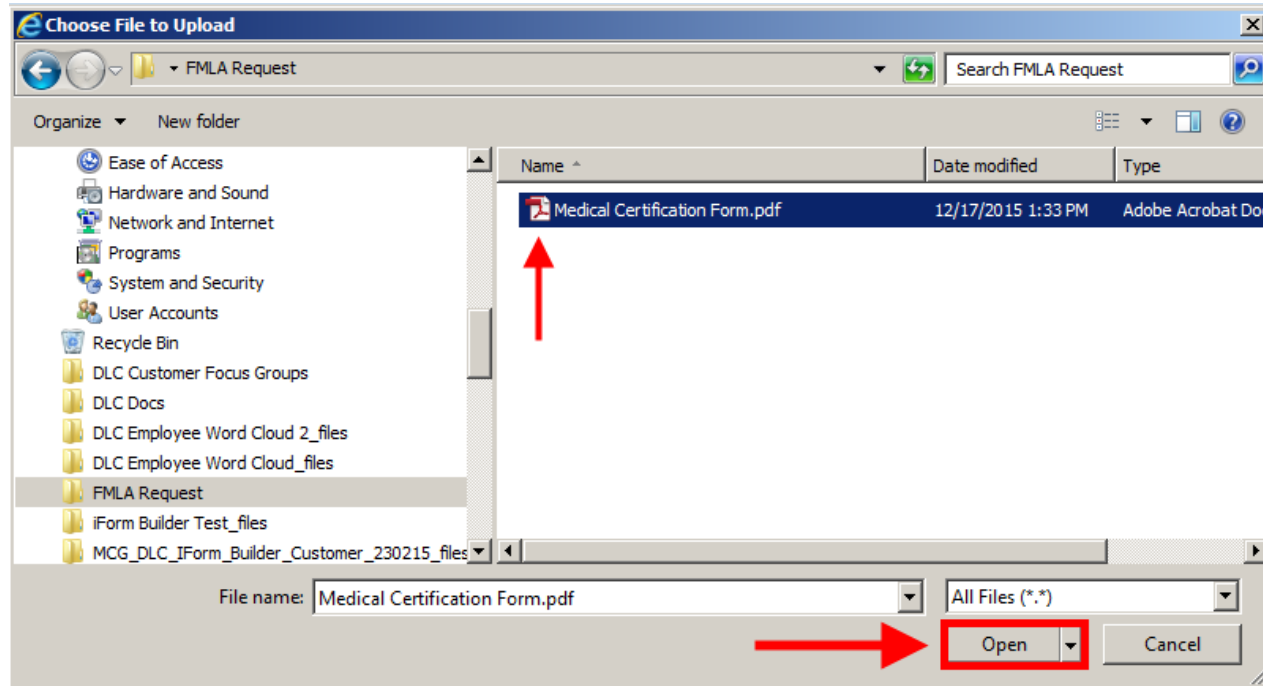 Choose File to Upload
FMLA Request
Search FMLA Request
Organize New folder
Ease of Access
Hardware and Sound
Network and Internet
Programs
System and Security
User Accounts
Recycle Bin
DLC Customer Focus Groups
DLC Docs
DLC Employee Word Cloud 2_files
DLC Employee Word Cloud_files
FMLA Request
iForm Builder Test_files
MCG_DLC_IForm_Builder_Customer_230215_files
Name Date modified Type
Medical Certification Form.pdf 12/17/2015 1:33 PM Adobe Acrobat Do
File name: Medical Certification Form.pdf All Files (*.*)
Open Cancel